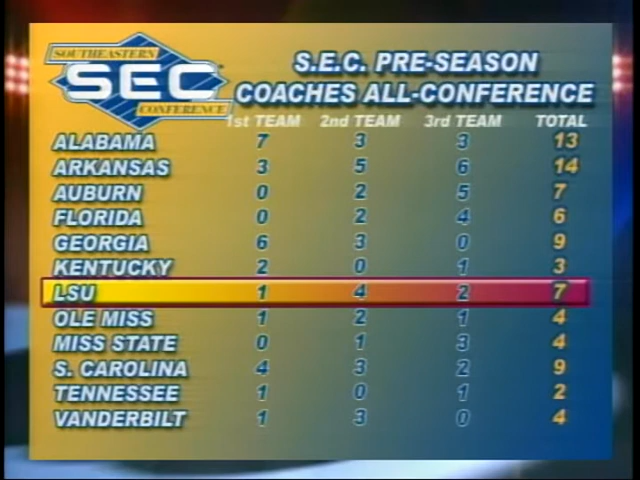 SOUTHEASTERN
SEC
CONFERENCE
S.E.C. PRE-SEASON
COACHES ALL-CONFERENCE
1st TEAM 2nd TEAM 3rd TEAM TOTAL
ALABAMA 7 3 3 13
ARKANSAS 3 5 6 14
AUBURN 0 2 5 7
FLORIDA 0 2 4 6
GEORGIA 6 3 0 9
KENTUCKY 2 0 1 3
LSU 1 4 2 7
OLE MISS 1 2 1 4
MISS STATE 0 1 3 4
S. CAROLINA 4 3 2 9
TENNESSEE 1 0 1 2
VANDERBILT 1 3 0 4